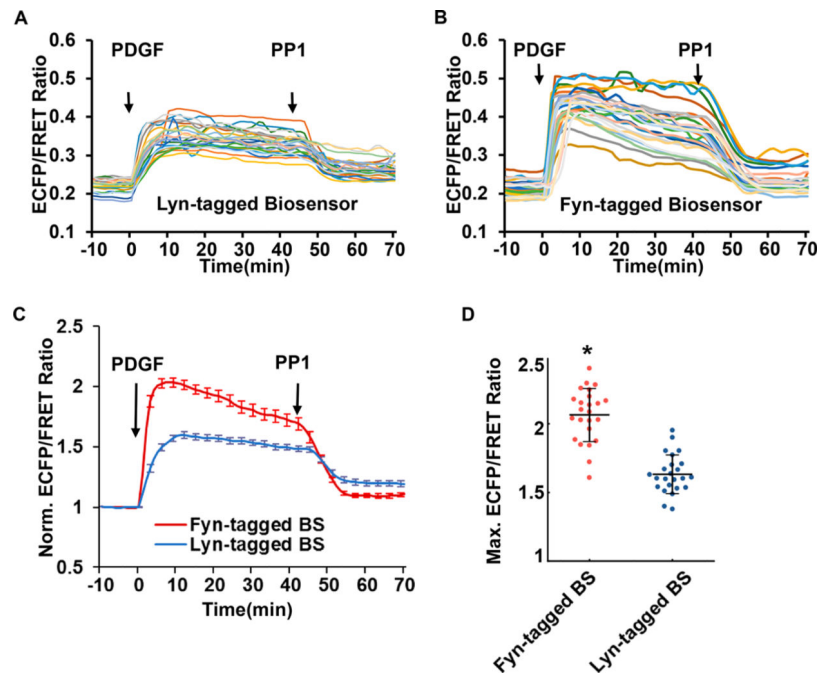 A
PDGF
PP1
ECFP/FRET Ratio
0.6
0.5
0.4
0.3
0.2
0.1
Lyn-tagged Biosensor
-10 0 10 20 30 40 50 60 70
Time(min)
B
PDGF
PP1
ECFP/FRET Ratio
0.6
0.5
0.4
0.3
0.2
0.1
Fyn-tagged Biosensor
-10 0 10 20 30 40 50 60 70
Time(min)
C
PDGF
PP1
Norm. ECFP/FRET Ratio
2.5
2
1.5
1
0.5
Fyn-tagged BS
Lyn-tagged BS
-10 0 10 20 30 40 50 60 70
Time(min)
D
*
Max. ECFP/FRET Ratio
2.5
2
1.5
1
Fyn-tagged BS
Lyn-tagged BS